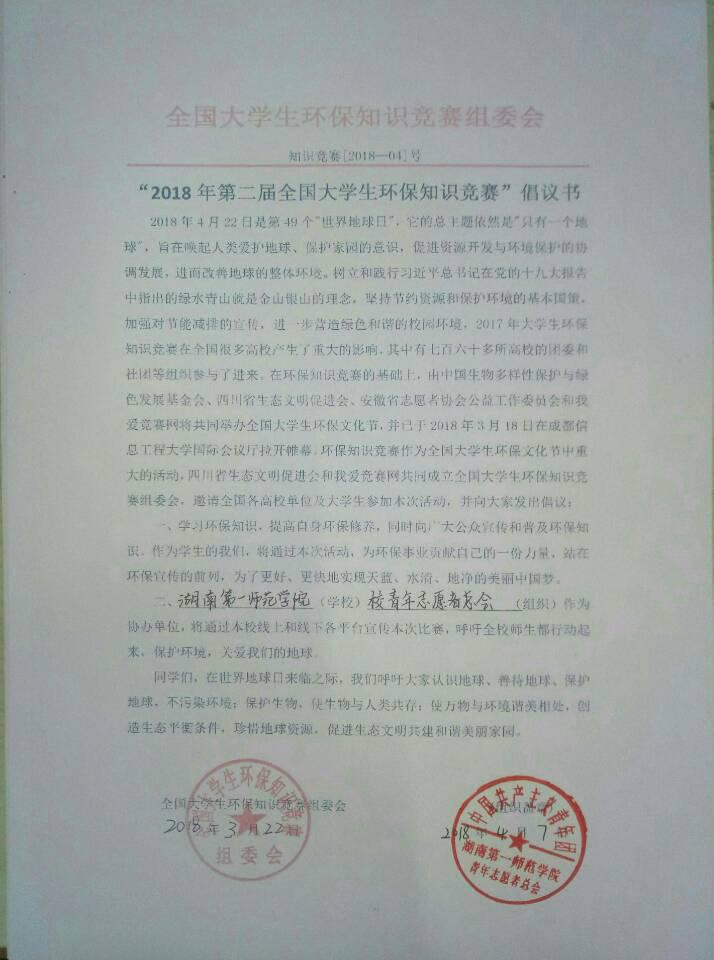 全国大学生环保知识竞赛组委会
知识竞赛[2018—04]号
“2018 年第二届全国大学生环保知识竞赛”倡议书
2018 年 4 月 22 日是第 49 个"世界地球日"，它的总主题依然是"只有一个地
球"，旨在唤起人类爱护地球、保护家园的意识，促进资源开发与环境保护的协
调发展，进而改善地球的整体环境。树立和践行习近平总书记在党的十九大报告
中指出的绿水青山就是金山银山的理念，坚持节约资源和保护环境的基本国策，
加强对节能减排的宣传，进一步营造绿色和谐的校园环境，2017 年大学生环保
知识竞赛在全国很多高校产生了重大的影响，其中有七百六十多所高校的团委和
社团等组织参与了进来。在环保知识竞赛的基础上，由中国生物多样性保护与绿
色发展基金会、四川省生态文明促进会、安徽省志愿者协会公益工作委员会和我
爱竞赛网将共同举办全国大学生环保文化节，并已于 2018 年 3 月 18 日在成都信
息工程大学国际会议厅拉开帷幕。环保知识竞赛作为全国大学生环保文化节中重
大的活动，四川省生态文明促进会和我爱竞赛网共同成立全国大学生环保知识竞
赛组委会，邀请全国各高校单位及大学生参加本次活动，并向大家发出倡议：
一、学习环保知识，提高自身环保修养，同时向广大公众宣传和普及环保知
识。作为学生的我们，将通过本次活动，为环保事业贡献自己的一份力量，站在
环保宣传的前列，为了更好、更快地实现天蓝、水清、地净的美丽中国梦。
二、湖南第一师范学院（学校）校青年志愿者总会（组织）作为
协办单位，将通过本校线上和线下各平台宣传本次比赛，呼吁全校师生都行动起
来，保护环境，关爱我们的地球。
同学们，在世界地球日来临之际，我们呼吁大家认识地球、善待地球、保护
地球，不污染环境；保护生物，使生物与人类共存；使万物与环境谐美相处，创
造生态平衡条件，珍惜地球资源，促进生态文明共建和谐美丽家园。
全国大学生环保知识竞赛组委会
2018 年 3 月 22
全国大学生环保知识竞赛
组委会
2018 年 4 月 7
中国共产主义青年团
湖南第一师范学院
青年志愿者总会